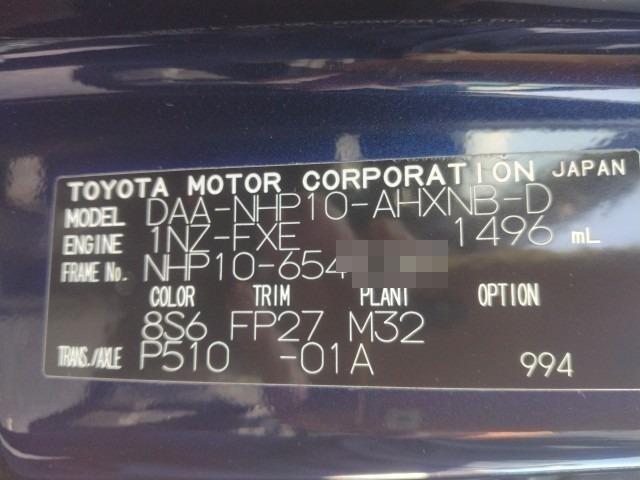 TOYOTA MOTOR CORPORATION JAPAN
MODEL DAA-NHP10-AHXNB-D
ENGINE 1NZ-FXE 1496 mL
FRAME No. NHP10-654
COLOR TRIM PLANT OPTION
8S6 FP27 M32
TRANS./AXLE P510 -01A 994